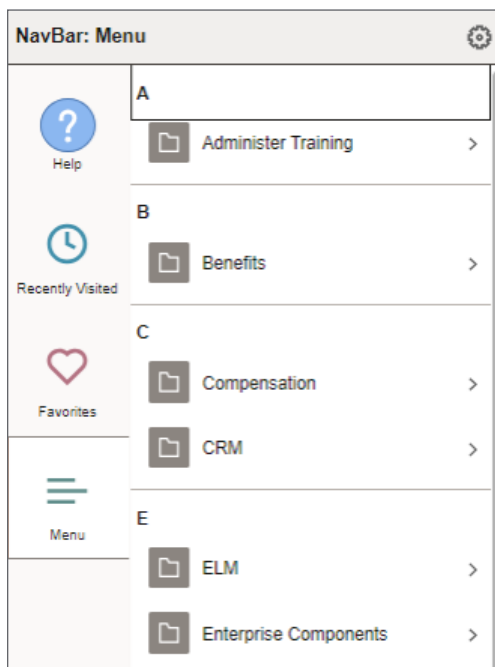 NavBar: Menu
?
Help
Recently Visited
Favorites
Menu
A
Administer Training
B
Benefits
C
Compensation
CRM
E
ELM
Enterprise Components